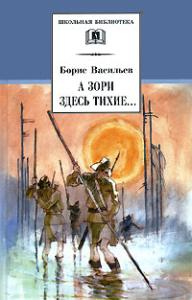 ШКОЛЬНАЯ БИБЛИОТЕКА
Борис Васильев
А ЗОРИ
ЗДЕСЬ ТИХИЕ...